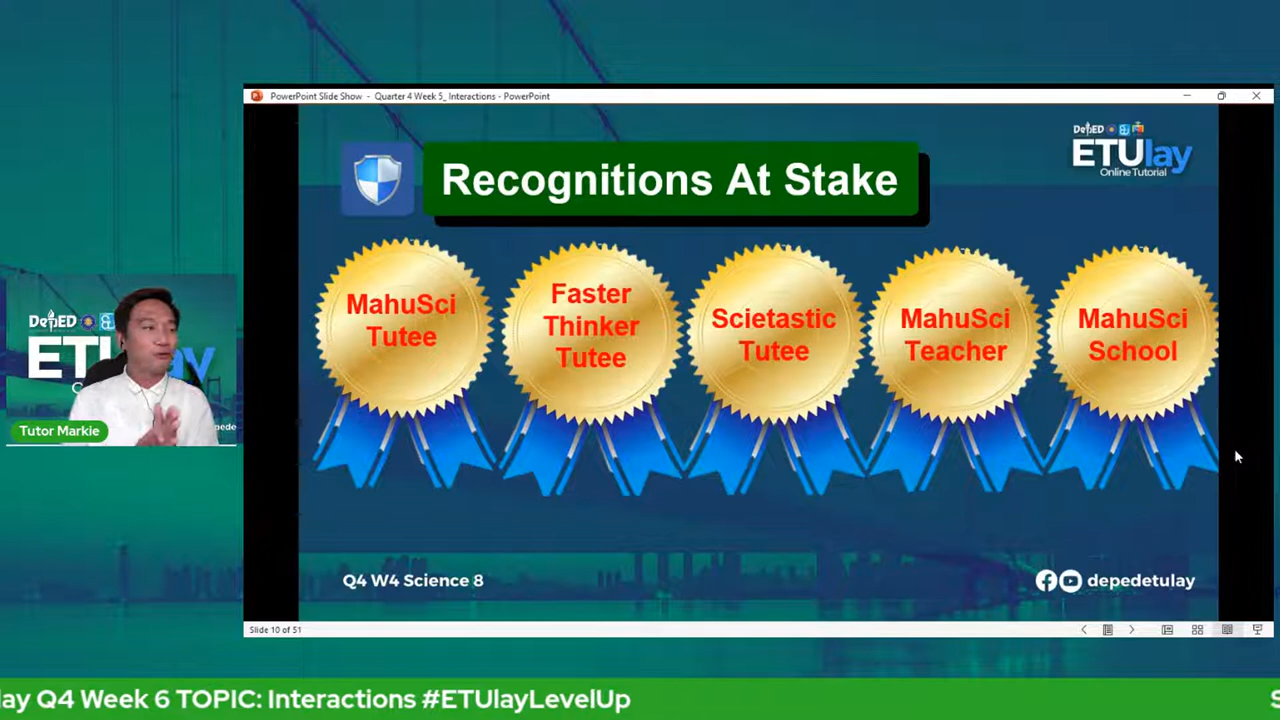 PowerPoint Slide Show - Quarter 4 Week 5_ Interactions - PowerPoint
DepED
ETUlay
Online Tutorial
Recognitions At Stake
MahuSci
Tutee
Faster
Thinker
Tutee
Scietastic
Tutee
MahuSci
Teacher
MahuSci
School
DepED
Tutor Markie
Q4 W4 Science 8
depedetulay
Slide 10 of 51
lay Q4 Week 6 TOPIC: Interactions #ETUlayLevelUp